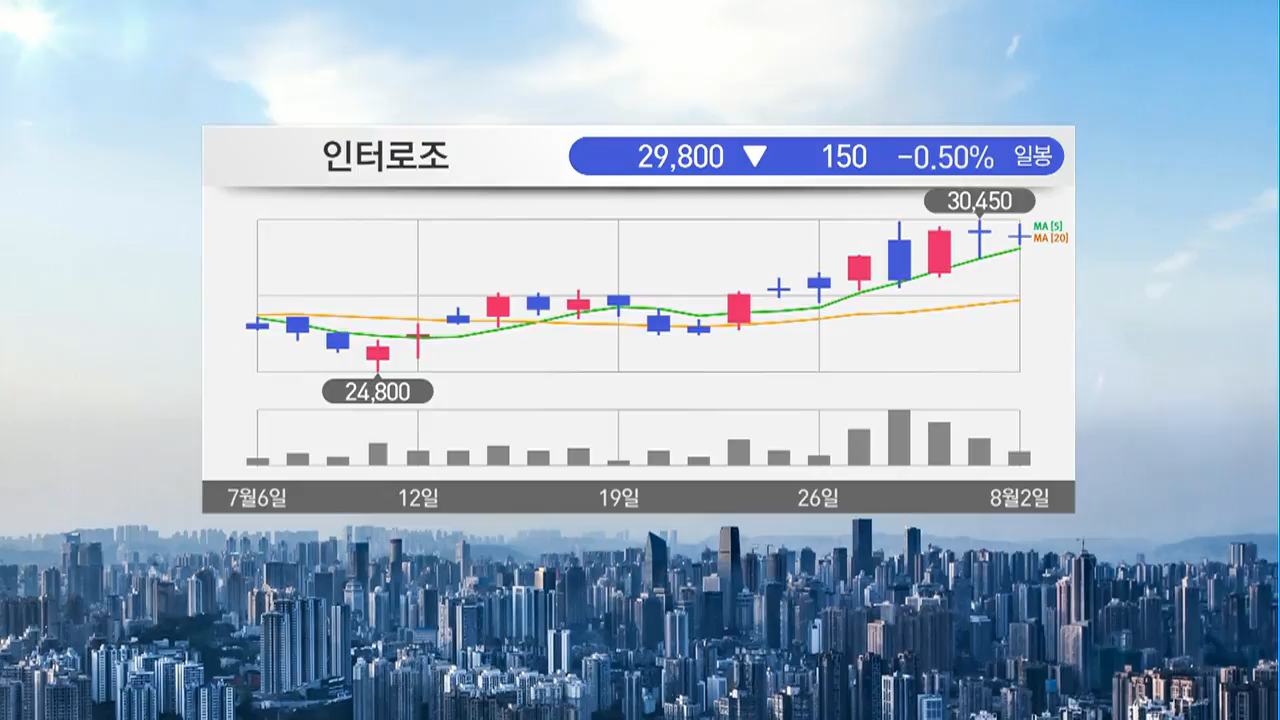 인터로조
29,800 ▼ 150 -0.50% 일봉
30,450
MA [5]
MA [20]
24,800
7월6일 12일 19일 26일 8월2일